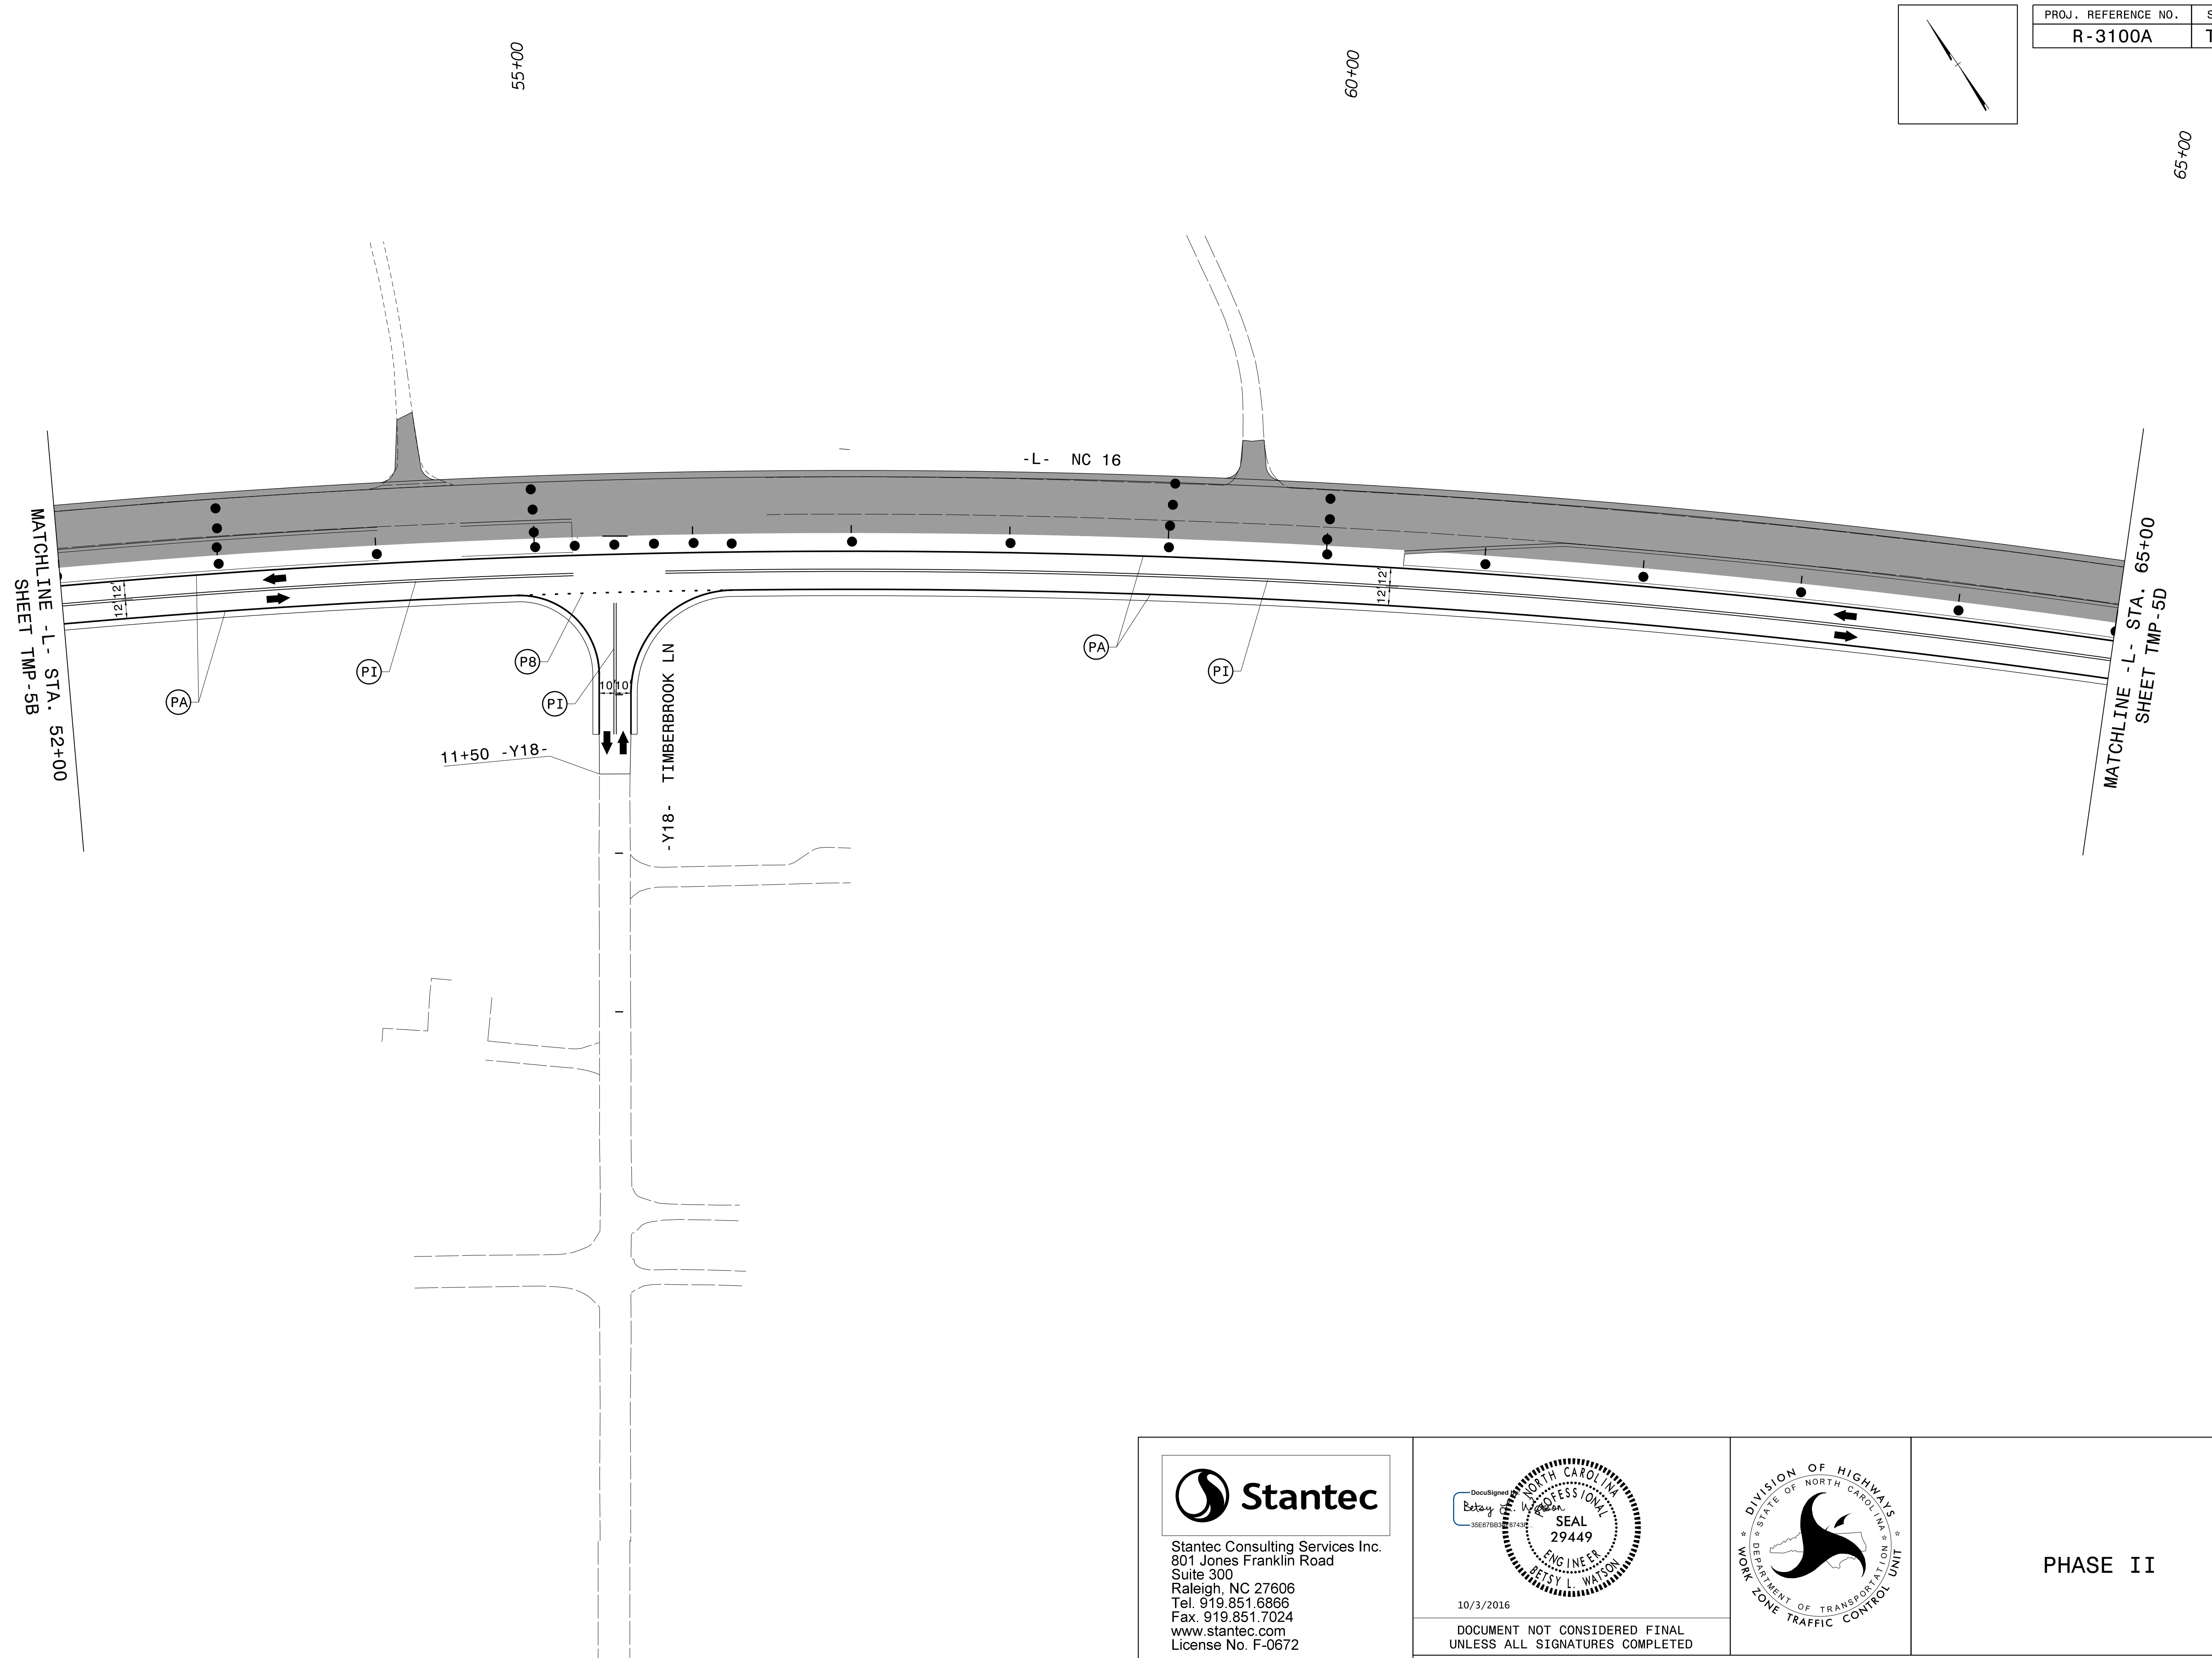 PROJ. REFERENCE NO.
R-3100A
55+00
60+00
65+00
-L- NC 16
MATCHLINE -L- STA. 52+00
SHEET TMP-5B
MATCHLINE -L- STA. 65+00
SHEET TMP-5D
12' 12'
12' 12'
PA
PI
P8
PI
PA
PI
10' 10'
11+50 -Y18-
-Y18- TIMBERBROOK LN
Stantec
Stantec Consulting Services Inc.
801 Jones Franklin Road
Suite 300
Raleigh, NC 27606
Tel. 919.851.6866
Fax. 919.851.7024
www.stantec.com
License No. F-0672
DocuSigned
Betsy L. Watson
NORTH CAROLINA
PROFESSIONAL
SEAL
29449
ENGINEER
BETSY L. WATSON
10/3/2016
DOCUMENT NOT CONSIDERED FINAL
UNLESS ALL SIGNATURES COMPLETED
DIVISION OF HIGHWAYS
STATE OF NORTH CAROLINA
DEPARTMENT OF TRANSPORTATION
WORK ZONE TRAFFIC CONTROL UNIT
PHASE II